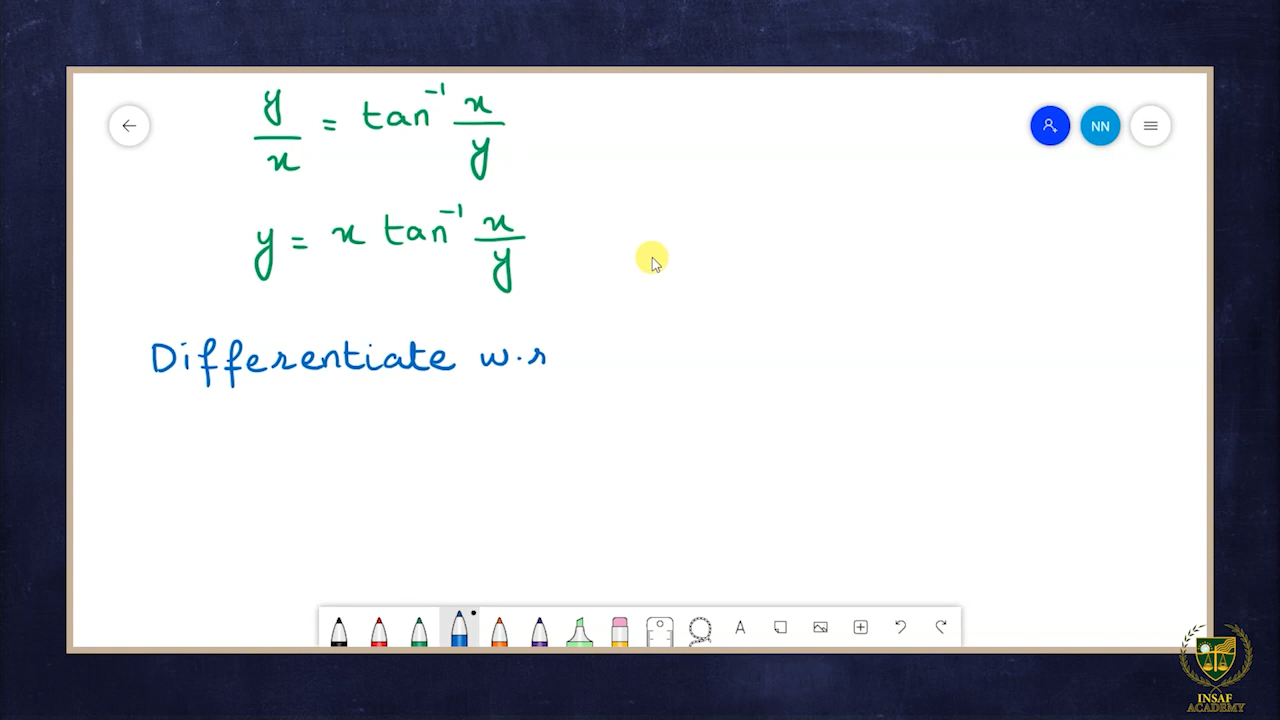 y/x = tan⁻¹ x/y
NN
y = x tan⁻¹ x/y
Differentiate w.r
A
INSAF
ACADEMY